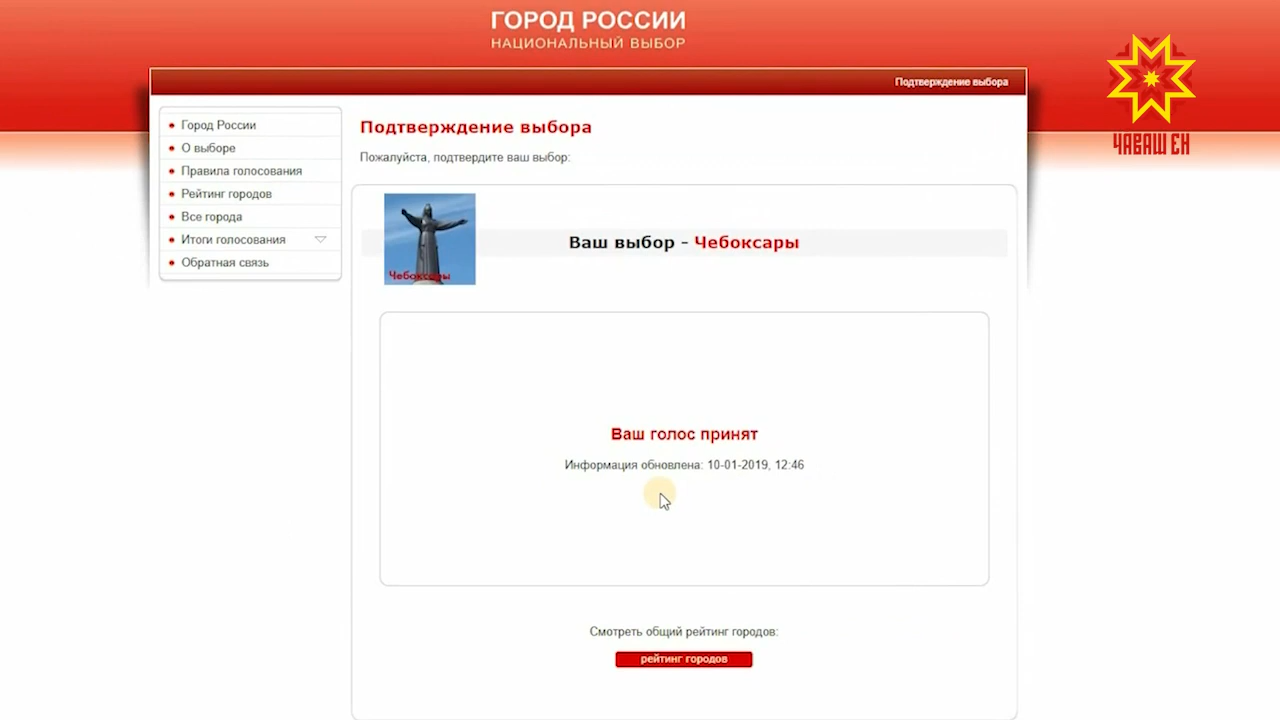 ГОРОД РОССИИ
НАЦИОНАЛЬНЫЙ ВЫБОР
Подтверждение выбора
ЧӐВАШ ЕН
Город России
О выборе
Правила голосования
Рейтинг городов
Все города
Итоги голосования
Обратная связь
Подтверждение выбора
Пожалуйста, подтвердите ваш выбор:
Чебоксары
Ваш выбор - Чебоксары
Ваш голос принят
Информация обновлена: 10-01-2019, 12:46
Смотреть общий рейтинг городов:
рейтинг городов